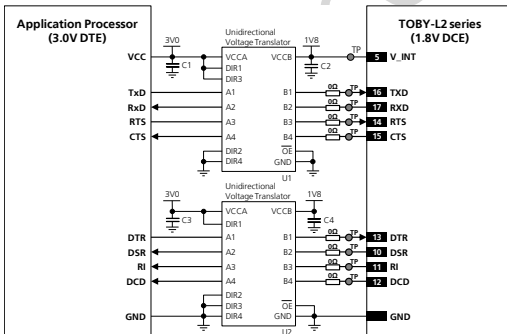 Application Processor
(3.0V DTE)
TOBY-L2 series
(1.8V DCE)
Unidirectional
Voltage Translator
3V0
1V8
VCC
C1
VCCA
DIR1
DIR3
VCCB
C2
TP
5
V_INT
TxD
A1
B1
0Ω
TP
16
TXD
RxD
A2
B2
0Ω
TP
17
RXD
RTS
A3
B3
0Ω
TP
14
RTS
CTS
A4
B4
0Ω
TP
15
CTS
DIR2
DIR4
OE
GND
U1
Unidirectional
Voltage Translator
3V0
1V8
C3
VCCA
DIR1
VCCB
C4
DTR
A1
B1
0Ω
TP
13
DTR
DSR
A2
B2
0Ω
TP
10
DSR
RI
A3
B3
0Ω
TP
11
RI
DCD
A4
B4
0Ω
TP
12
DCD
DIR2
DIR3
DIR4
OE
GND
GND
GND
U2